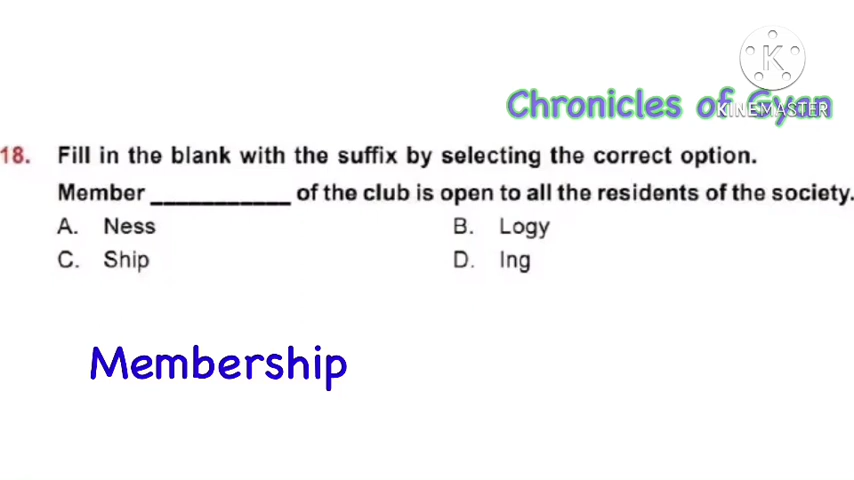 K
Chronicles of Gyan
KINEMASTER
18. Fill in the blank with the suffix by selecting the correct option.
Member __________ of the club is open to all the residents of the society.
A. Ness B. Logy
C. Ship D. Ing
Membership